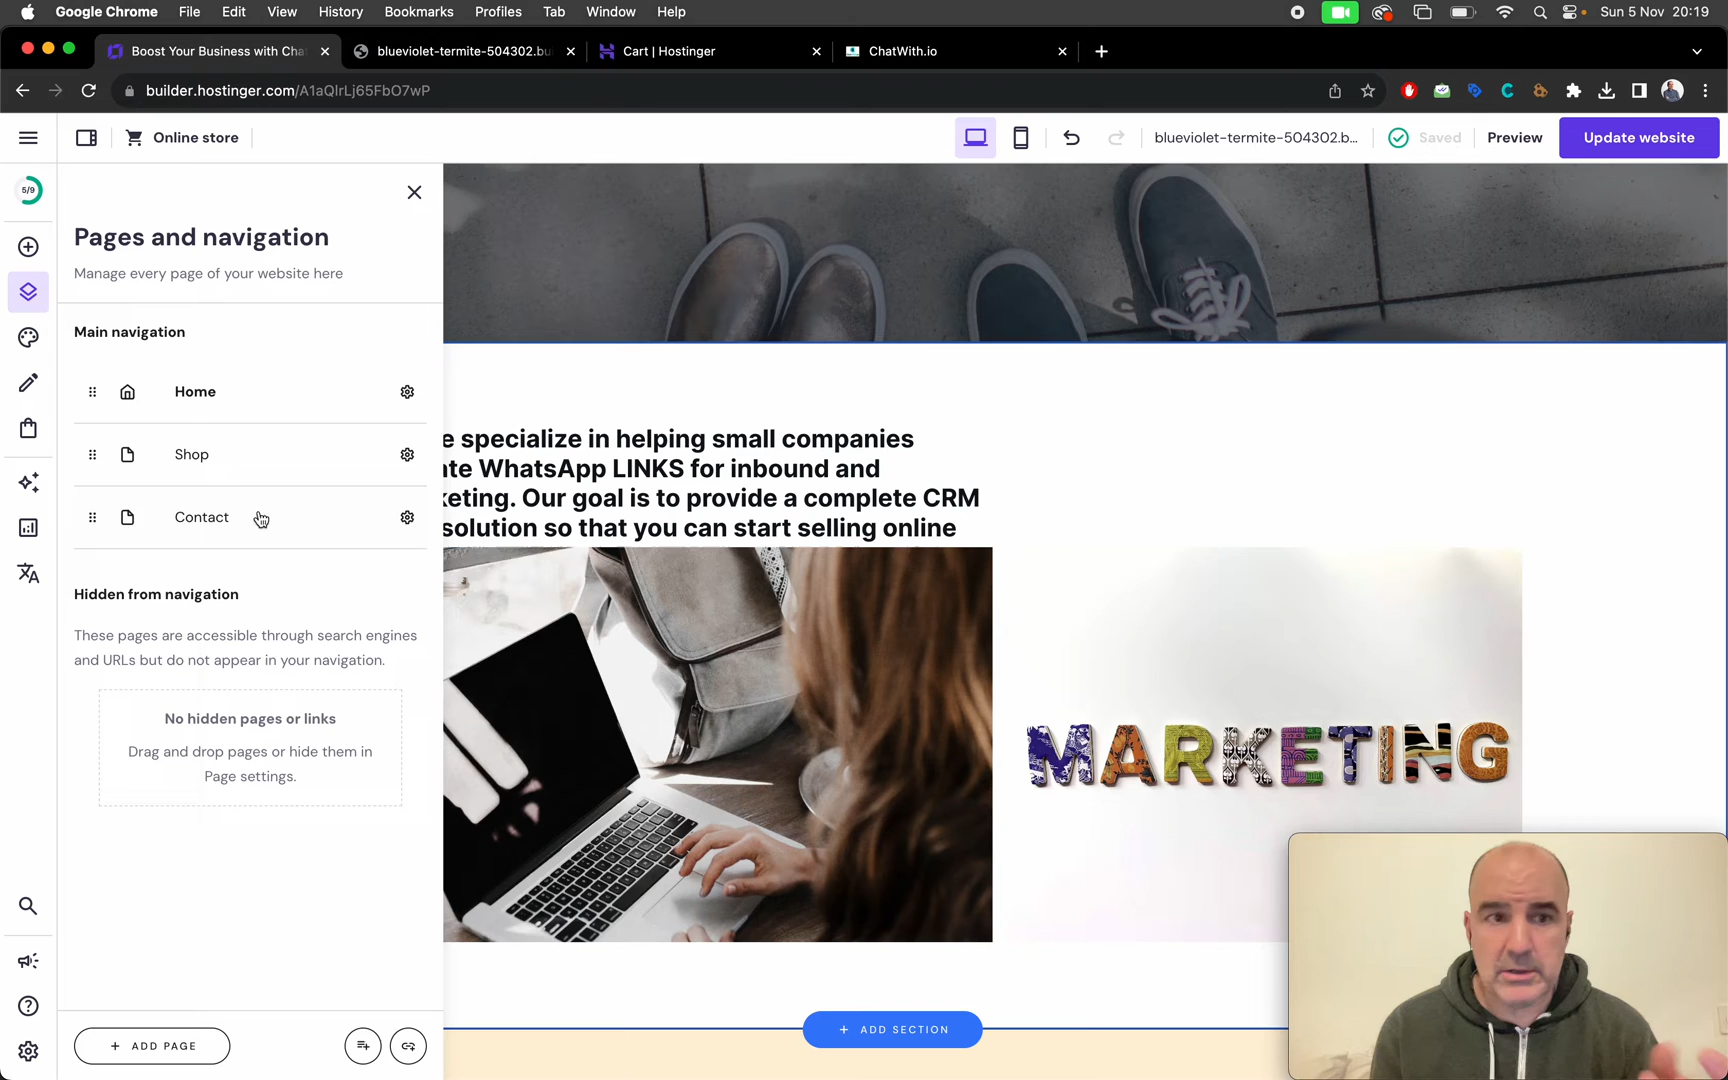 Google Chrome File Edit View History Bookmarks Profiles Tab Window Help Sun 5 Nov 20:19
Boost Your Business with Cha blueviolet-termite-504302.bu Cart | Hostinger ChatWith.io
builder.hostinger.com/A1aQlrLj65FbO7wP
Online store blueviolet-termite-504302.b... Saved Preview Update website
5/9
Pages and navigation
Manage every page of your website here
Main navigation
Home
Shop
Contact
Hidden from navigation
These pages are accessible through search engines
and URLs but do not appear in your navigation.
No hidden pages or links
Drag and drop pages or hide them in
Page settings.
+ ADD PAGE
e specialize in helping small companies
ate WhatsApp LINKS for inbound and
keting. Our goal is to provide a complete CRM
solution so that you can start selling online
MARKETING
+ ADD SECTION